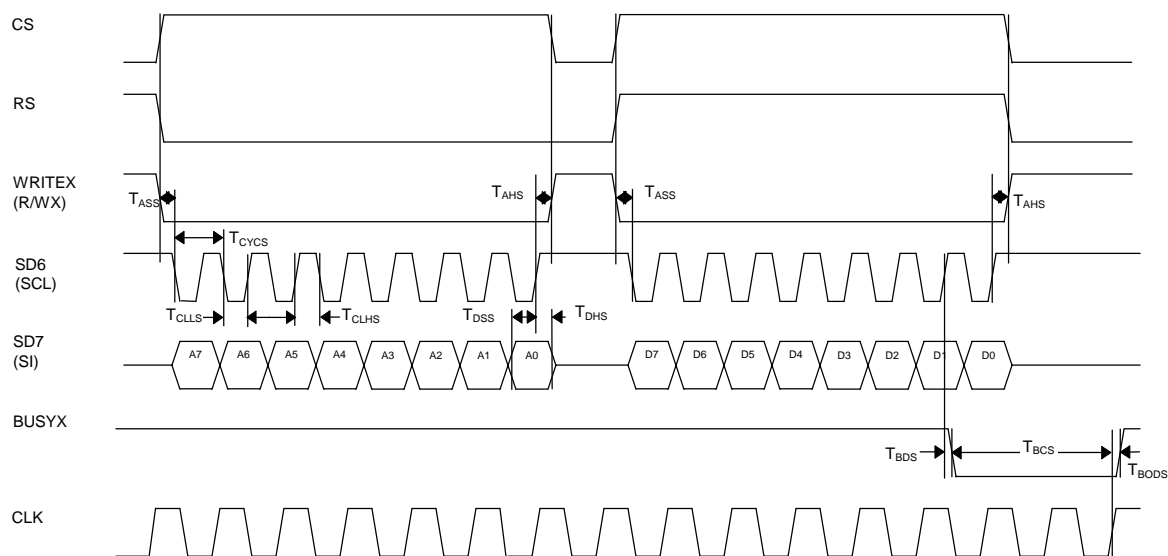 CS
RS
WRITEX
(R/WX)
T_ASS
T_AHS
T_ASS
T_AHS
T_CYCS
SD6
(SCL)
T_CLLS
T_CLHS
T_DSS
T_DHS
SD7
(SI)
A7 A6 A5 A4 A3 A2 A1 A0 D7 D6 D5 D4 D3 D2 D1 D0
BUSYX
T_BDS
T_BCS
T_BODS
CLK